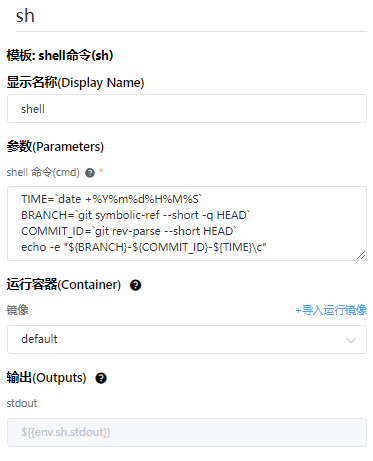 sh
模板: shell命令(sh)
显示名称(Display Name)
shell
参数(Parameters)
shell 命令(cmd) ? *
TIME=`date +%Y%m%d%H%M%S`
BRANCH=`git symbolic-ref --short -q HEAD`
COMMIT_ID=`git rev-parse --short HEAD`
echo -e "${BRANCH}-${COMMIT_ID}-${TIME}\c"
运行容器(Container) ?
镜像 +导入运行镜像
default
输出(Outputs) ?
stdout
${{env.sh.stdout}}